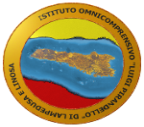 ISTITUTO OMNICOMPRENSIVO "LUIGI PIRANDELLO" DI LAMPEDUSA E LINOSA